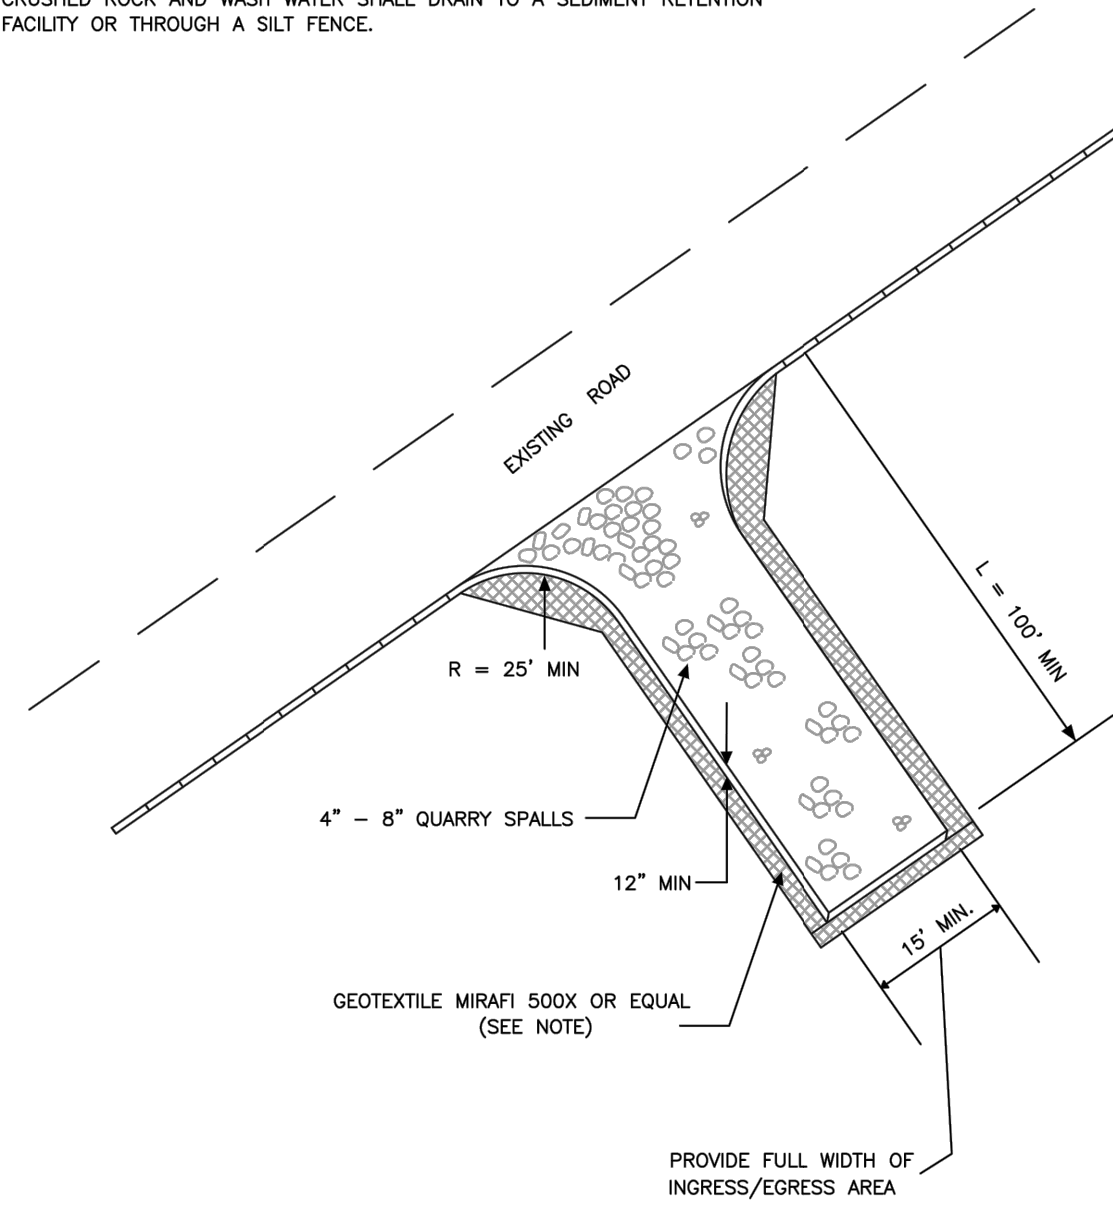 CRUSHED ROCK AND WASH WATER SHALL DRAIN TO A SEDIMENT RETENTION
FACILITY OR THROUGH A SILT FENCE.
EXISTING ROAD
L = 100' MIN
R = 25' MIN
4" – 8" QUARRY SPALLS
12" MIN
15' MIN.
GEOTEXTILE MIRAFI 500X OR EQUAL
(SEE NOTE)
PROVIDE FULL WIDTH OF
INGRESS/EGRESS AREA